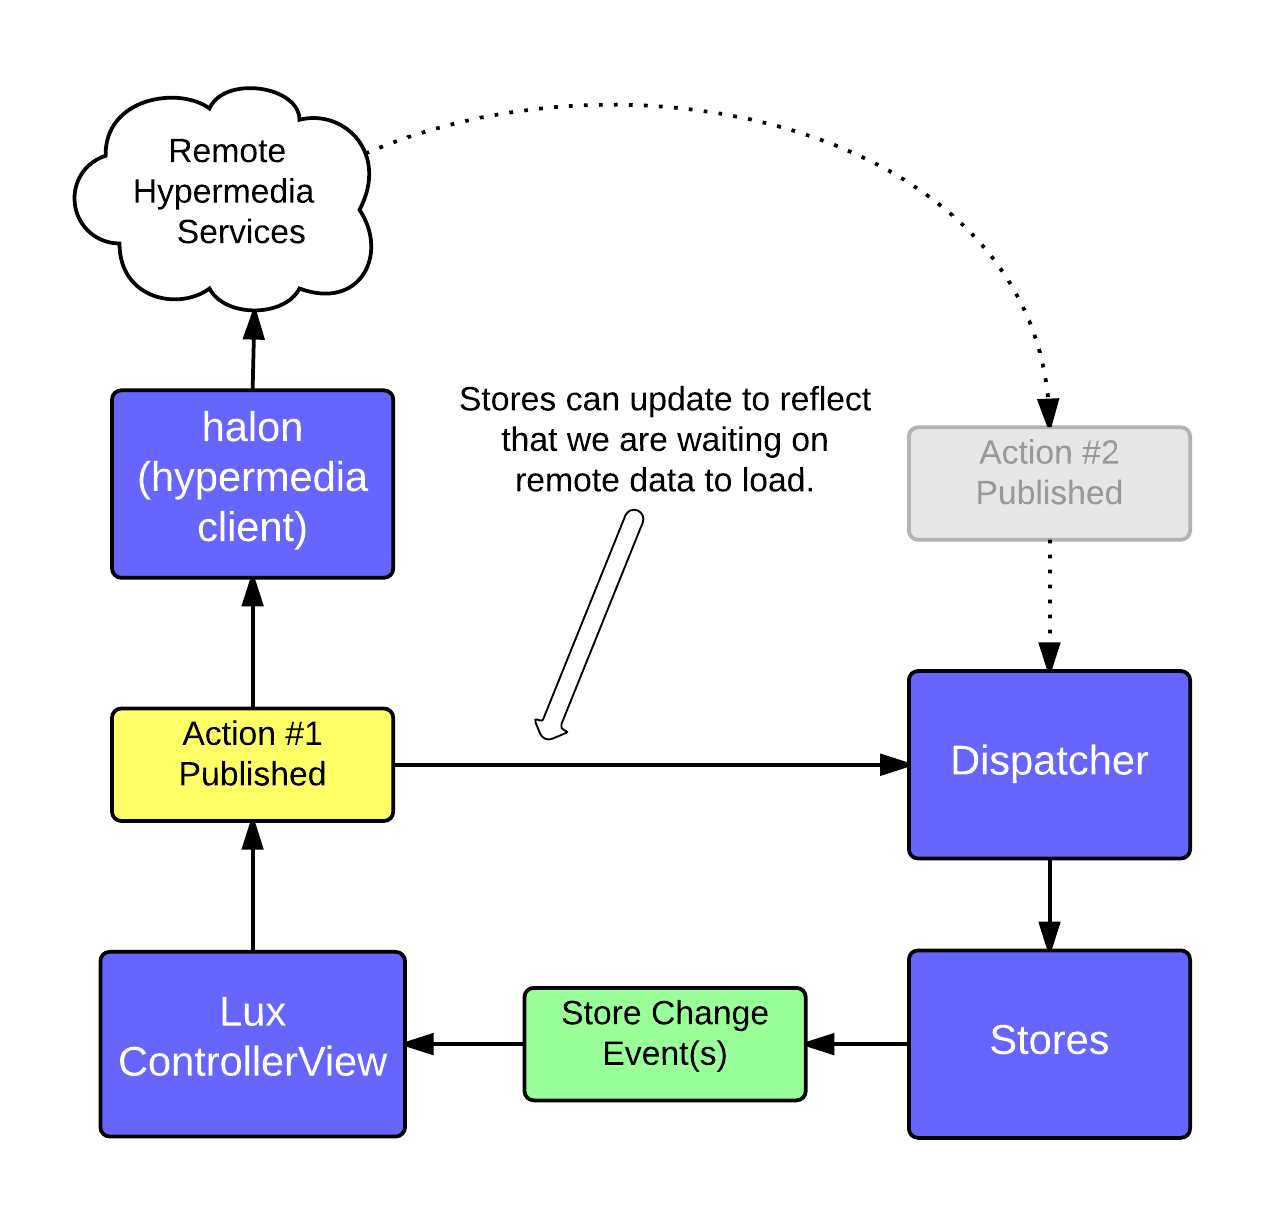 Remote
Hypermedia
Services
halon
(hypermedia
client)
Stores can update to reflect
that we are waiting on
remote data to load.
Action #2
Published
Action #1
Published
Dispatcher
Lux
ControllerView
Store Change
Event(s)
Stores